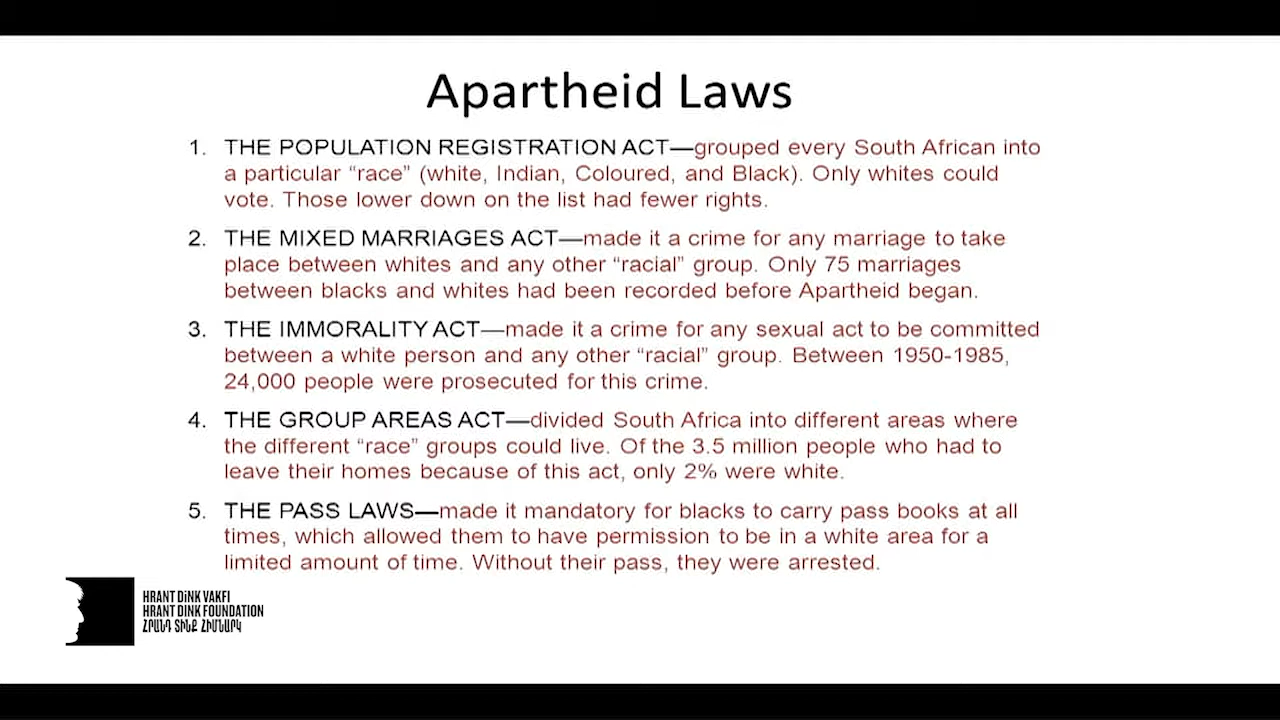 Apartheid Laws
1. THE POPULATION REGISTRATION ACT—grouped every South African into
a particular “race” (white, Indian, Coloured, and Black). Only whites could
vote. Those lower down on the list had fewer rights.
2. THE MIXED MARRIAGES ACT—made it a crime for any marriage to take
place between whites and any other “racial” group. Only 75 marriages
between blacks and whites had been recorded before Apartheid began.
3. THE IMMORALITY ACT—made it a crime for any sexual act to be committed
between a white person and any other “racial” group. Between 1950-1985,
24,000 people were prosecuted for this crime.
4. THE GROUP AREAS ACT—divided South Africa into different areas where
the different “race” groups could live. Of the 3.5 million people who had to
leave their homes because of this act, only 2% were white.
5. THE PASS LAWS—made it mandatory for blacks to carry pass books at all
times, which allowed them to have permission to be in a white area for a
limited amount of time. Without their pass, they were arrested.
HRANT DiNK VAKFI
HRANT DINK FOUNDATION
ՀՐԱՆԴ ՏԻՆՔ ՀԻՄՆԱՐԿ